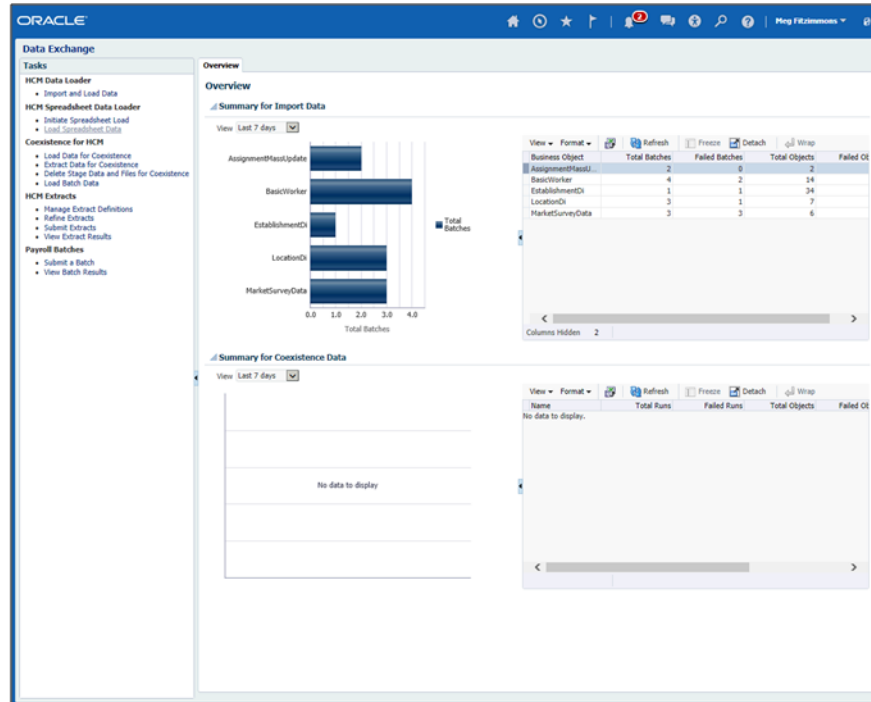 ORACLE
2
Meg Fitzimmons
Data Exchange
Tasks
HCM Data Loader
Import and Load Data
HCM Spreadsheet Data Loader
Initiate Spreadsheet Load
Load Spreadsheet Data
Coexistence for HCM
Load Data for Coexistence
Extract Data for Coexistence
Delete Stage Data and Files for Coexistence
Load Batch Data
HCM Extracts
Manage Extract Definitions
Refine Extracts
Submit Extracts
View Extract Results
Payroll Batches
Submit a Batch
View Batch Results
Overview
Overview
Summary for Import Data
View Last 7 days
AssignmentMassUpdate
BasicWorker
EstablishmentDi
LocationDi
MarketSurveyData
0.0 1.0 2.0 3.0 4.0
Total Batches
Total Batches
View Format Refresh Freeze Detach Wrap
Business Object Total Batches Failed Batches Total Objects Failed Ob
AssignmentMassU... 2 0 2
BasicWorker 4 2 14
EstablishmentDi 1 1 34
LocationDi 3 1 7
MarketSurveyData 3 3 6
Columns Hidden 2
Summary for Coexistence Data
View Last 7 days
No data to display
View Format Refresh Freeze Detach Wrap
Name Total Runs Failed Runs Total Objects Failed Ob
No data to display.